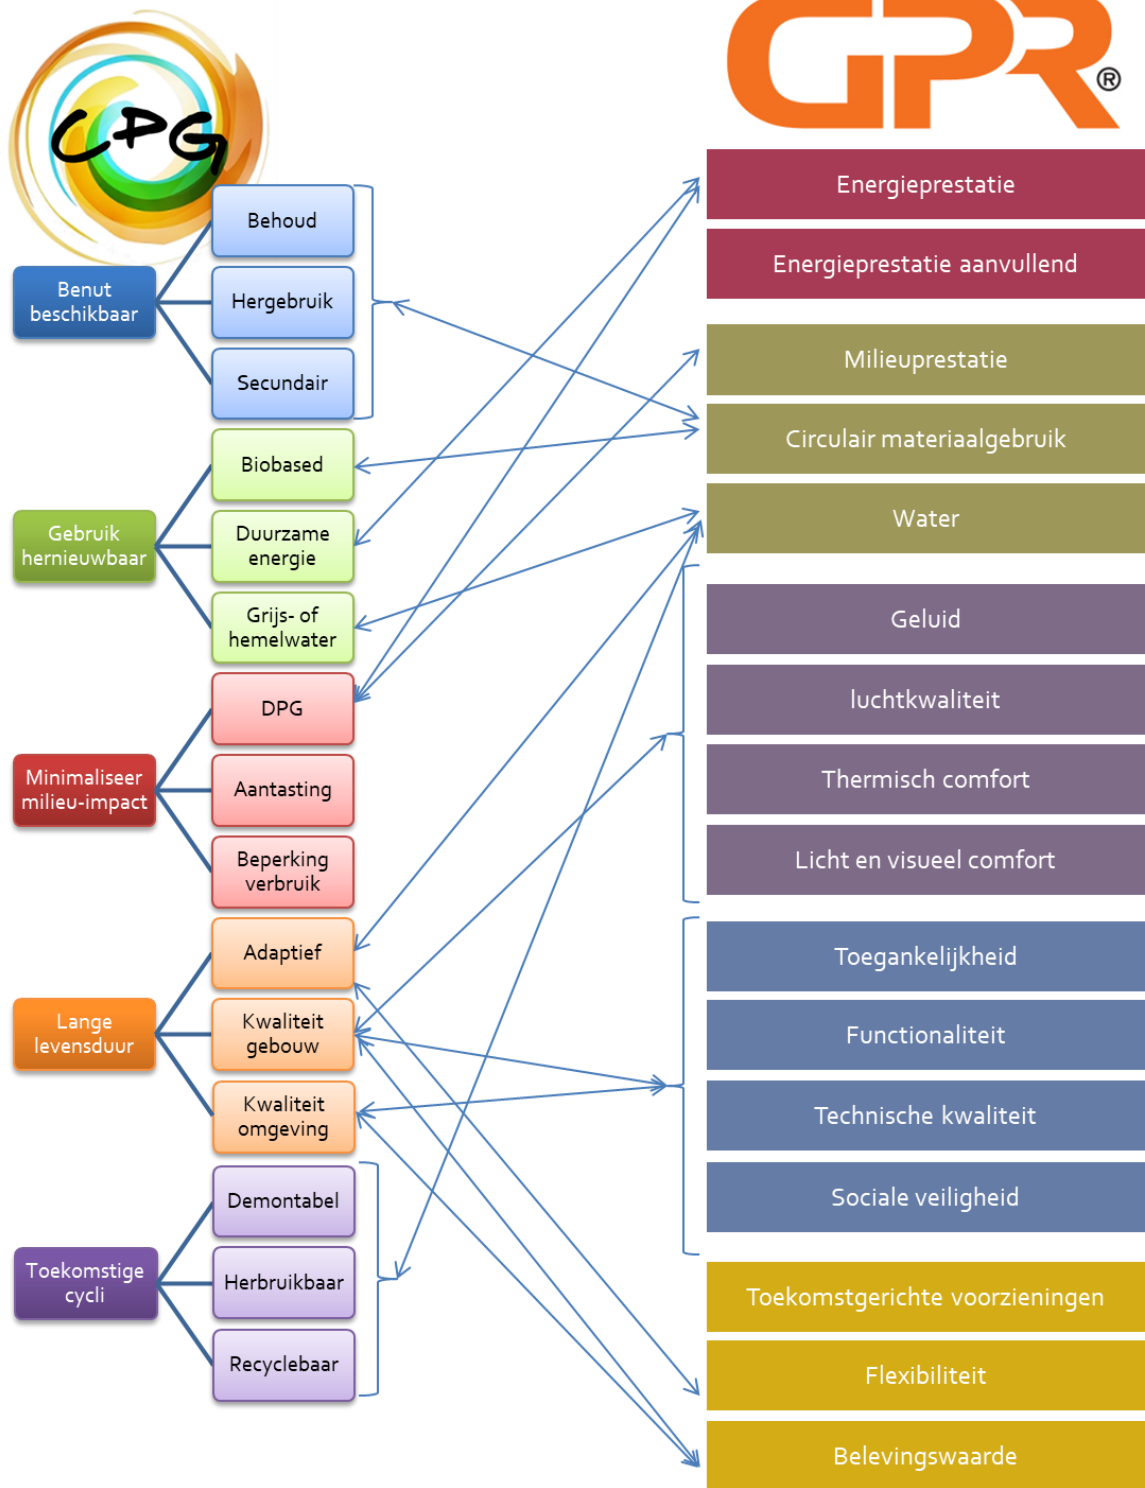 CPG
GPR®
Benut
beschikbaar
Behoud
Hergebruik
Secundair
Gebruik
hernieuwbaar
Biobased
Duurzame
energie
Grijs- of
hemelwater
Minimaliseer
milieu-impact
DPG
Aantasting
Beperking
verbruik
Lange
levensduur
Adaptief
Kwaliteit
gebouw
Kwaliteit
omgeving
Toekomstige
cycli
Demontabel
Herbruikbaar
Recyclebaar
Energieprestatie
Energieprestatie aanvullend
Milieuprestatie
Circulair materiaalgebruik
Water
Geluid
luchtkwaliteit
Thermisch comfort
Licht en visueel comfort
Toegankelijkheid
Functionaliteit
Technische kwaliteit
Sociale veiligheid
Toekomstgerichte voorzieningen
Flexibiliteit
Belevingswaarde